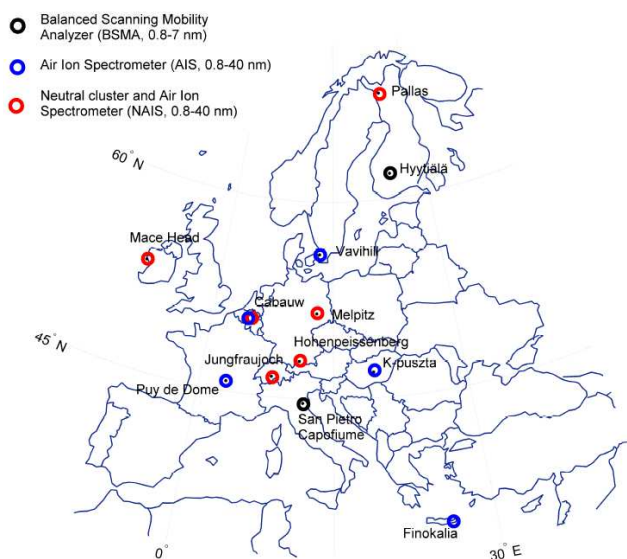 Balanced Scanning Mobility
Analyzer (BSMA, 0.8-7 nm)
Air Ion Spectrometer (AIS, 0.8-40 nm)
Neutral cluster and Air Ion
Spectrometer (NAIS, 0.8-40 nm)
Pallas
60°N
Hyytiälä
Mace Head
Vavihill
Cabauw
Melpitz
45°N
Hohenpeissenberg
Jungfraujoch
K-puszta
Puy de Dome
San Pietro
Capofiume
Finokalia
0°
30°E